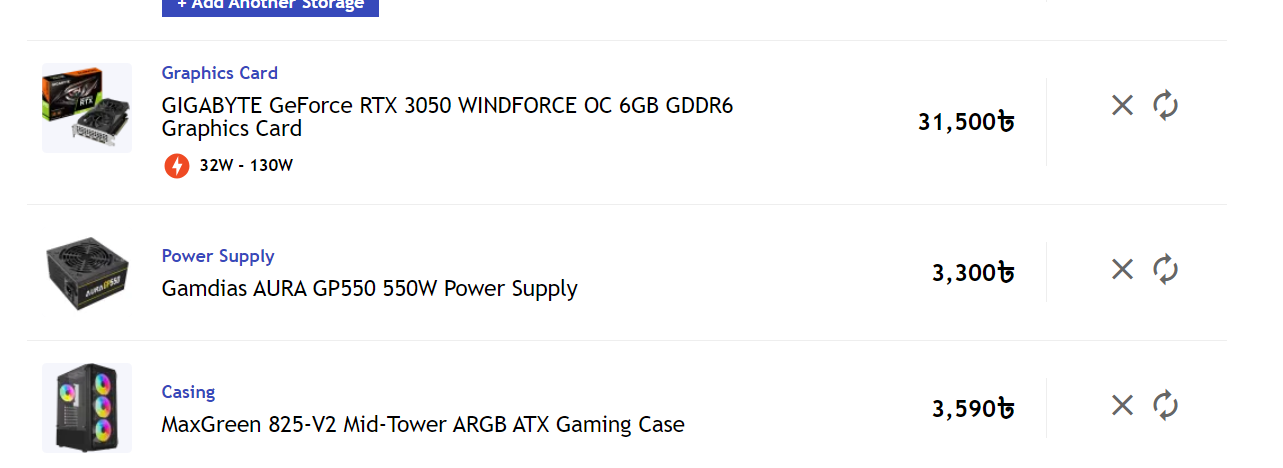 + Add Another Storage
Graphics Card
GIGABYTE GeForce RTX 3050 WINDFORCE OC 6GB GDDR6
Graphics Card
31,500৳
32W - 130W
Power Supply
Gamdias AURA GP550 550W Power Supply
3,300৳
Casing
MaxGreen 825-V2 Mid-Tower ARGB ATX Gaming Case
3,590৳